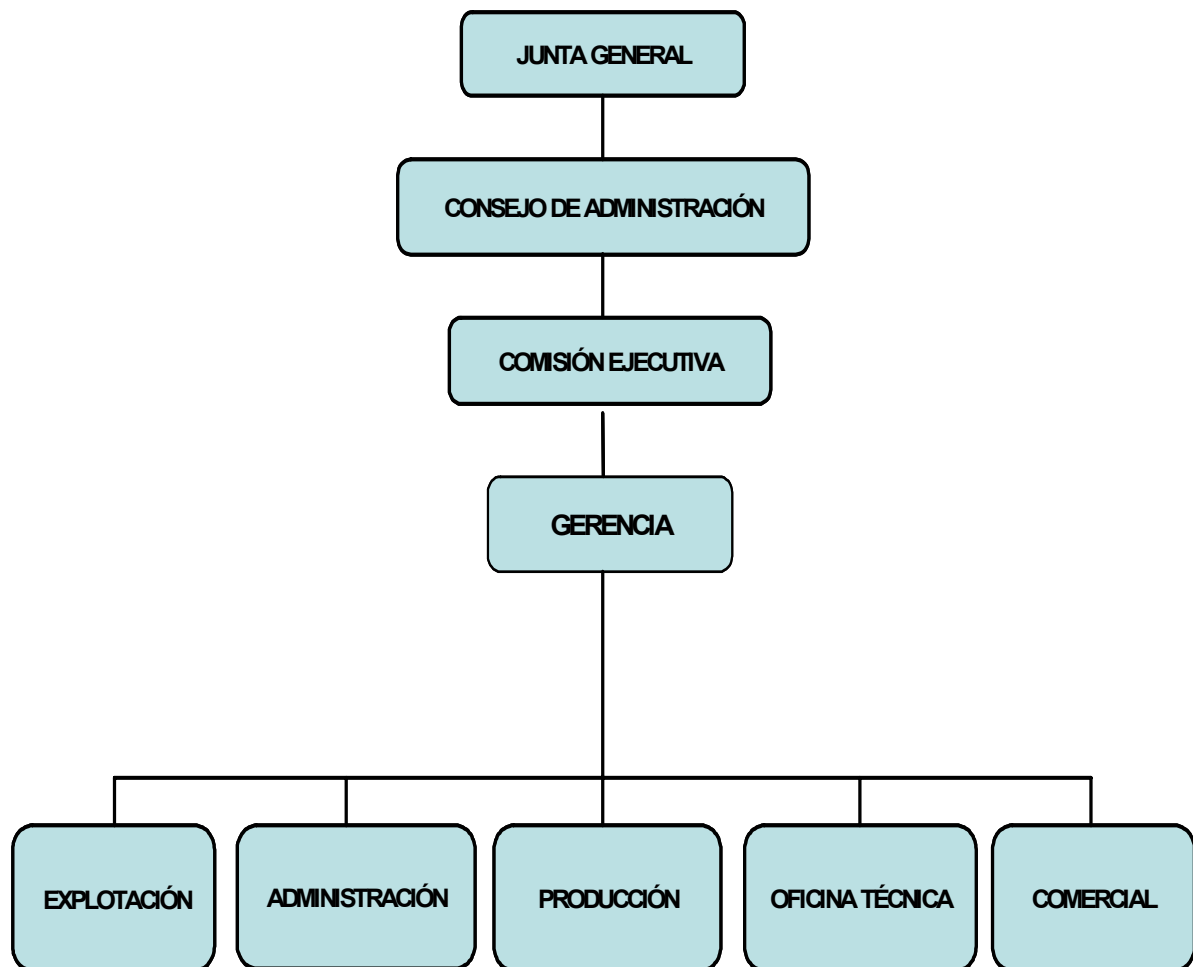 JUNTA GENERAL
CONSEJO DE ADMINISTRACIÓN
COMISIÓN EJECUTIVA
GERENCIA
EXPLOTACIÓN
ADMINISTRACIÓN
PRODUCCIÓN
OFICINA TÉCNICA
COMERCIAL